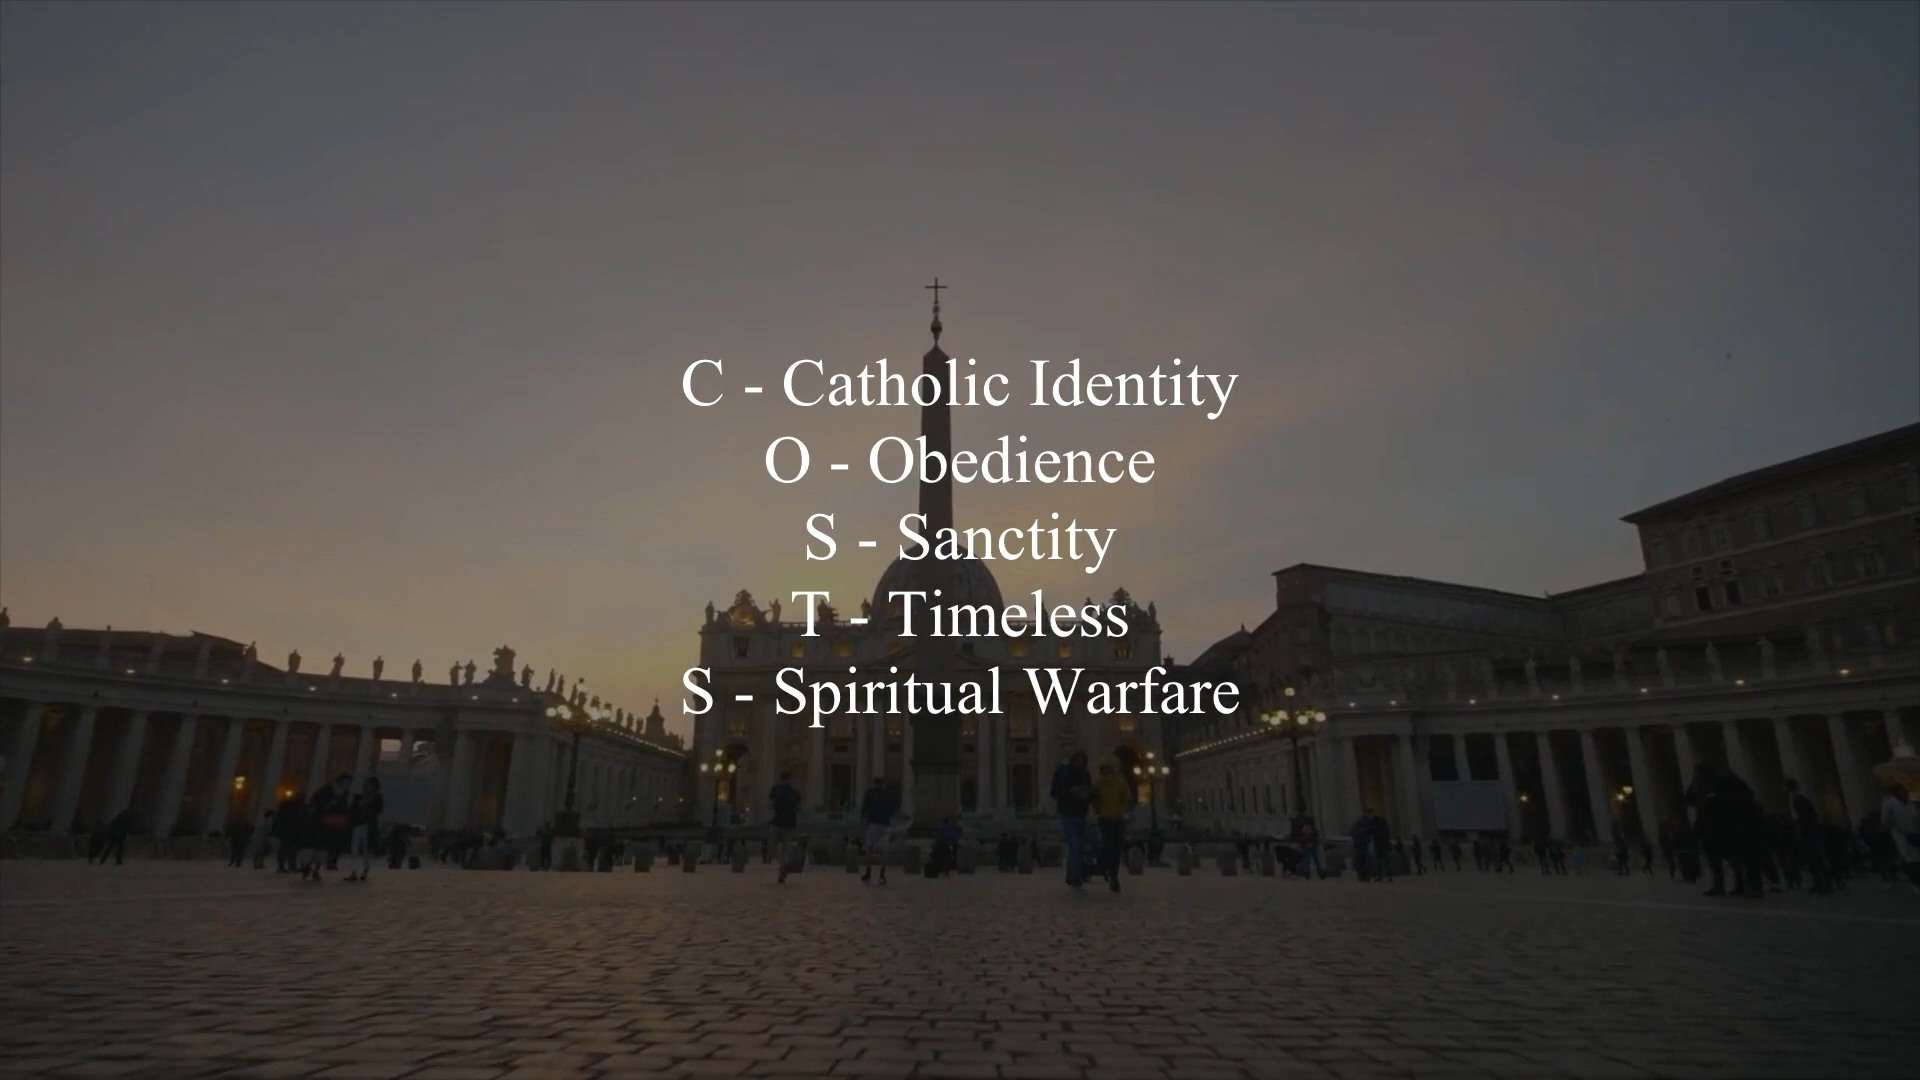 C - Catholic Identity
O - Obedience
S - Sanctity
T - Timeless
S - Spiritual Warfare